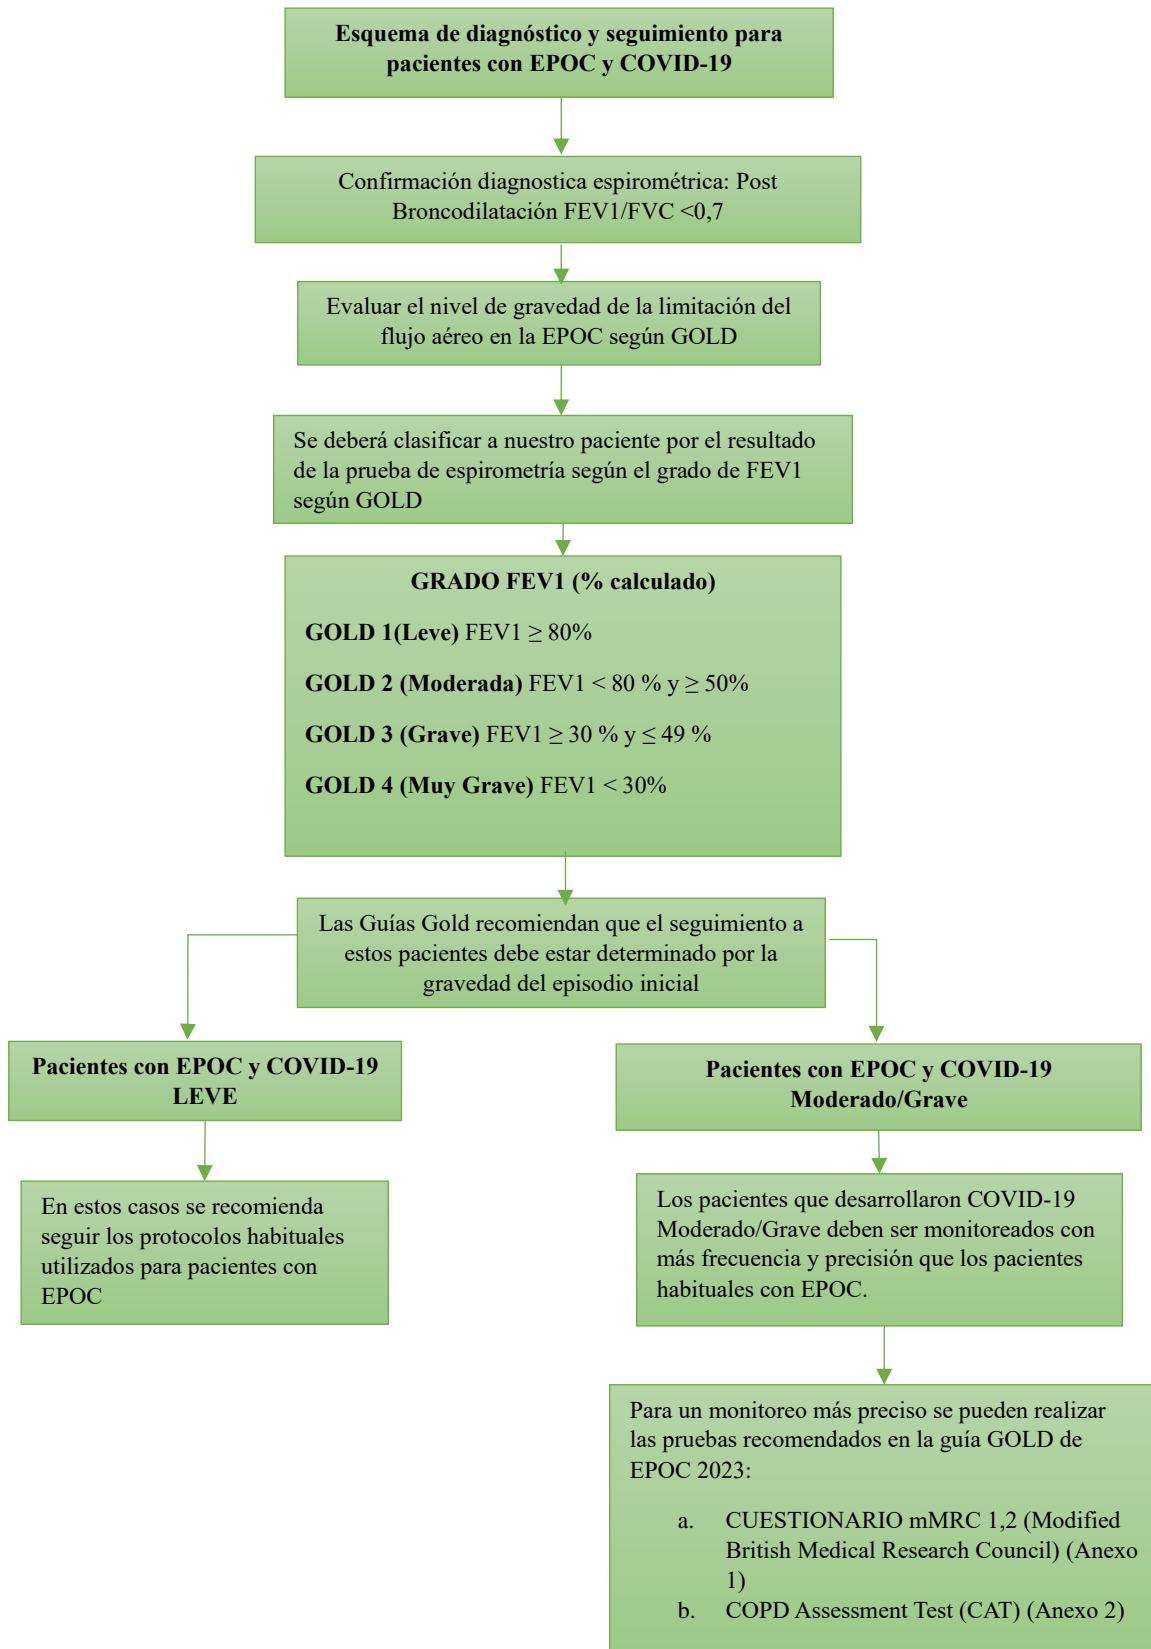 Esquema de diagnóstico y seguimiento para
pacientes con EPOC y COVID-19
Confirmación diagnostica espirométrica: Post
Broncodilatación FEV1/FVC <0,7
Evaluar el nivel de gravedad de la limitación del
flujo aéreo en la EPOC según GOLD
Se deberá clasificar a nuestro paciente por el resultado
de la prueba de espirometría según el grado de FEV1
según GOLD
GRADO FEV1 (% calculado)
GOLD 1(Leve) FEV1 ≥ 80%
GOLD 2 (Moderada) FEV1 < 80 % y ≥ 50%
GOLD 3 (Grave) FEV1 ≥ 30 % y ≤ 49 %
GOLD 4 (Muy Grave) FEV1 < 30%
Las Guías Gold recomiendan que el seguimiento a
estos pacientes debe estar determinado por la
gravedad del episodio inicial
Pacientes con EPOC y COVID-19
LEVE
En estos casos se recomienda
seguir los protocolos habituales
utilizados para pacientes con
EPOC
Pacientes con EPOC y COVID-19
Moderado/Grave
Los pacientes que desarrollaron COVID-19
Moderado/Grave deben ser monitoreados con
más frecuencia y precisión que los pacientes
habituales con EPOC.
Para un monitoreo más preciso se pueden realizar
las pruebas recomendados en la guía GOLD de
EPOC 2023:
a. CUESTIONARIO mMRC 1,2 (Modified
British Medical Research Council) (Anexo
1)
b. COPD Assessment Test (CAT) (Anexo 2)